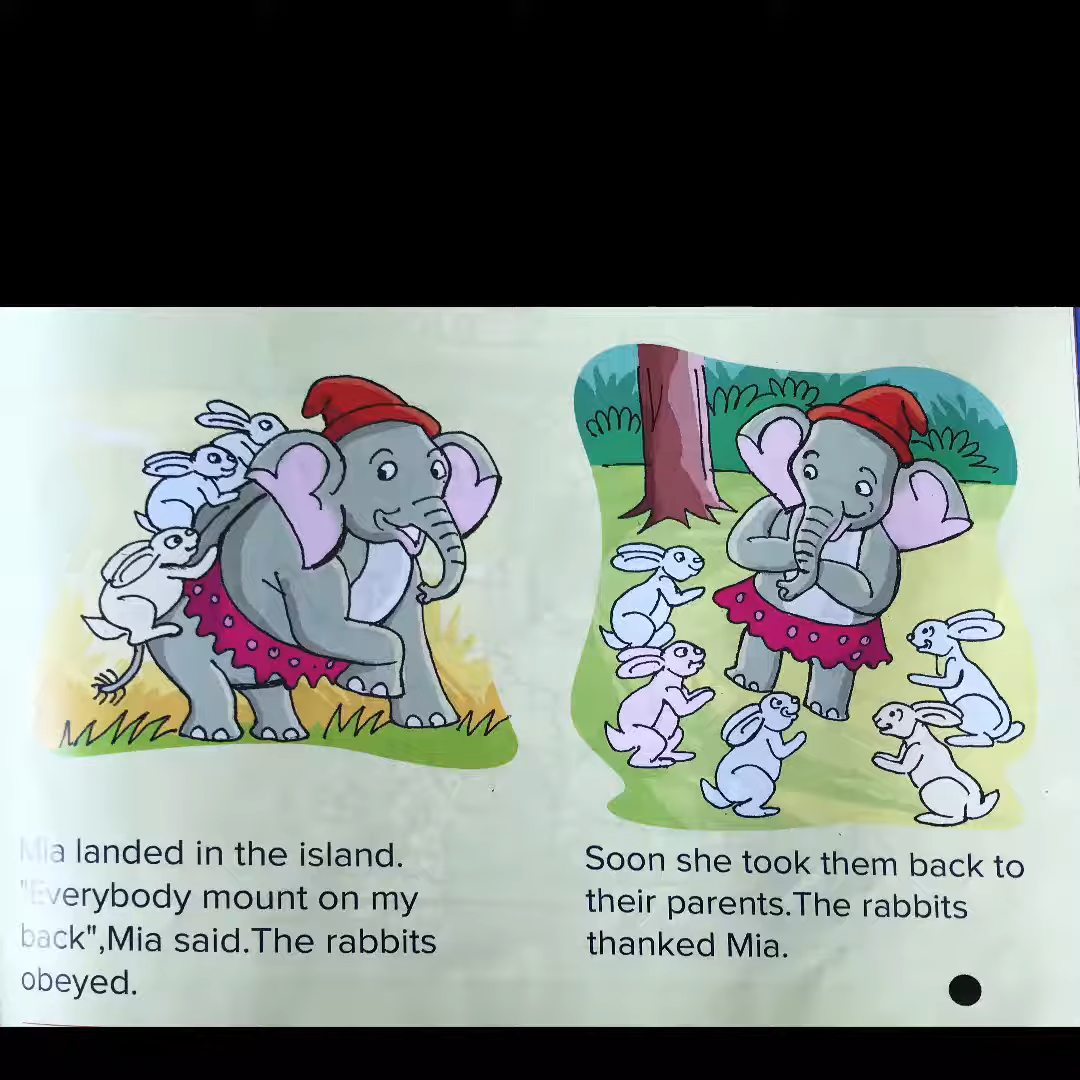 Mia landed in the island.
"Everybody mount on my
back",Mia said.The rabbits
obeyed.
Soon she took them back to
their parents.The rabbits
thanked Mia.